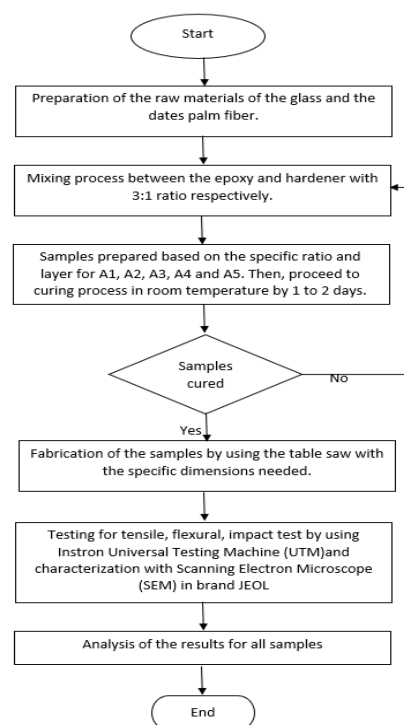 Start
Preparation of the raw materials of the glass and the
dates palm fiber.
Mixing process between the epoxy and hardener with
3:1 ratio respectively.
Samples prepared based on the specific ratio and
layer for A1, A2, A3, A4 and A5. Then, proceed to
curing process in room temperature by 1 to 2 days.
Samples
cured
No
Yes
Fabrication of the samples by using the table saw with
the specific dimensions needed.
Testing for tensile, flexural, impact test by using
Instron Universal Testing Machine (UTM)and
characterization with Scanning Electron Microscope
(SEM) in brand JEOL
Analysis of the results for all samples
End